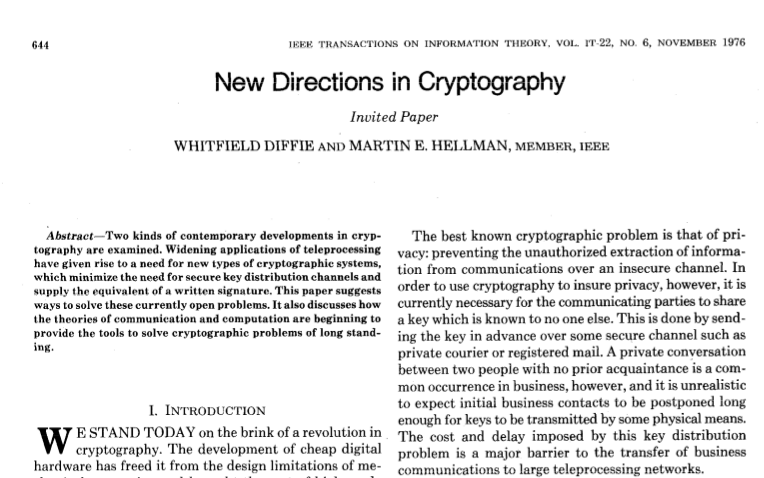 644
IEEE TRANSACTIONS ON INFORMATION THEORY, VOL. IT-22, NO. 6, NOVEMBER 1976
New Directions in Cryptography
Invited Paper
WHITFIELD DIFFIE AND MARTIN E. HELLMAN, MEMBER, IEEE
Abstract—Two kinds of contemporary developments in cryp-
tography are examined. Widening applications of teleprocessing
have given rise to a need for new types of cryptographic systems,
which minimize the need for secure key distribution channels and
supply the equivalent of a written signature. This paper suggests
ways to solve these currently open problems. It also discusses how
the theories of communication and computation are beginning to
provide the tools to solve cryptographic problems of long stand-
ing.
I. INTRODUCTION
WE STAND TODAY on the brink of a revolution in
cryptography. The development of cheap digital
hardware has freed it from the design limitations of me-
The best known cryptographic problem is that of pri-
vacy: preventing the unauthorized extraction of informa-
tion from communications over an insecure channel. In
order to use cryptography to insure privacy, however, it is
currently necessary for the communicating parties to share
a key which is known to no one else. This is done by send-
ing the key in advance over some secure channel such as
private courier or registered mail. A private conversation
between two people with no prior acquaintance is a com-
mon occurrence in business, however, and it is unrealistic
to expect initial business contacts to be postponed long
enough for keys to be transmitted by some physical means.
The cost and delay imposed by this key distribution
problem is a major barrier to the transfer of business
communications to large teleprocessing networks.